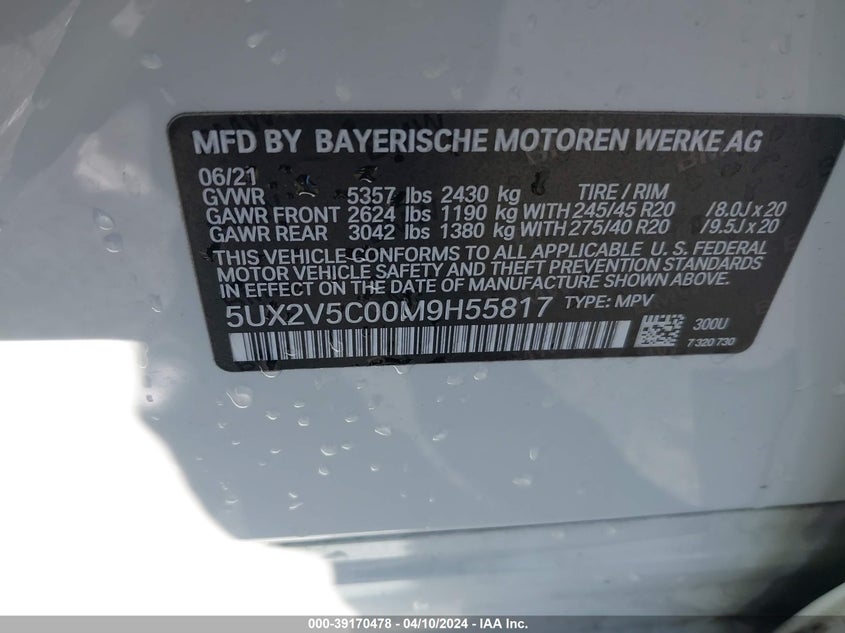 MFD BY BAYERISCHE MOTOREN WERKE AG
06/21
GVWR 5357 lbs 2430 kg TIRE / RIM
GAWR FRONT 2624 lbs 1190 kg WITH 245/45 R20 /8.0J x 20
GAWR REAR 3042 lbs 1380 kg WITH 275/40 R20 /9.5J x 20
THIS VEHICLE CONFORMS TO ALL APPLICABLE U. S. FEDERAL
MOTOR VEHICLE SAFETY AND THEFT PREVENTION STANDARDS
IN EFFECT ON THE DATE OF MANUFACTURE SHOWN ABOVE.
5UX2V5C00M9H55817 TYPE: MPV
300U
7 320 730
000-39170478 - 04/10/2024 - IAA Inc.